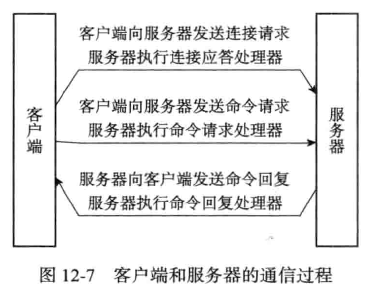 客户端向服务器发送连接请求
服务器执行连接应答处理器
客户端向服务器发送命令请求
服务器执行命令请求处理器
服务器向客户端发送命令回复
服务器执行命令回复处理器
客户端
服务器
图 12-7 客户端和服务器的通信过程